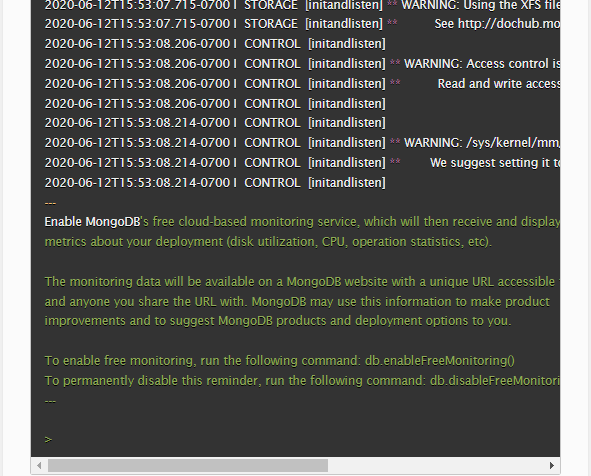 2020-06-12T15:53:07.715-0700 I  STORAGE  [initandlisten] ** WARNING: Using the XFS file
2020-06-12T15:53:07.715-0700 I  STORAGE  [initandlisten] **          See http://dochub.mo
2020-06-12T15:53:08.206-0700 I  CONTROL  [initandlisten]
2020-06-12T15:53:08.206-0700 I  CONTROL  [initandlisten] ** WARNING: Access control is
2020-06-12T15:53:08.206-0700 I  CONTROL  [initandlisten] **          Read and write access
2020-06-12T15:53:08.206-0700 I  CONTROL  [initandlisten]
2020-06-12T15:53:08.214-0700 I  CONTROL  [initandlisten]
2020-06-12T15:53:08.214-0700 I  CONTROL  [initandlisten] ** WARNING: /sys/kernel/mm/
2020-06-12T15:53:08.214-0700 I  CONTROL  [initandlisten] **        We suggest setting it to
2020-06-12T15:53:08.214-0700 I  CONTROL  [initandlisten]
---
Enable MongoDB's free cloud-based monitoring service, which will then receive and display
metrics about your deployment (disk utilization, CPU, operation statistics, etc).
The monitoring data will be available on a MongoDB website with a unique URL accessible
and anyone you share the URL with. MongoDB may use this information to make product
improvements and to suggest MongoDB products and deployment options to you.
To enable free monitoring, run the following command: db.enableFreeMonitoring()
To permanently disable this reminder, run the following command: db.disableFreeMonitori
---
>